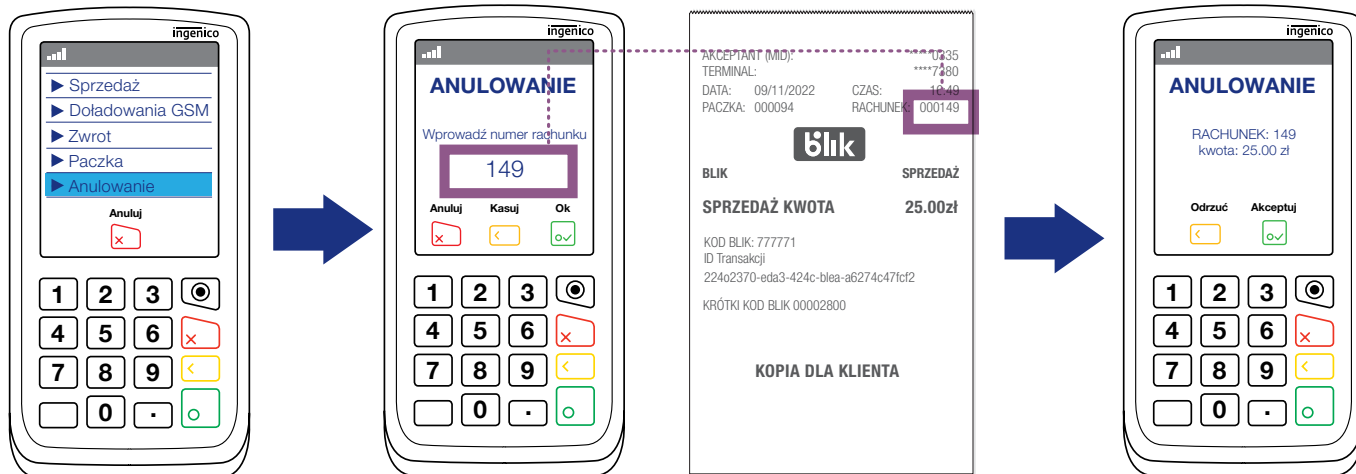 ingenico
Sprzedaż
Doładowania GSM
Zwrot
Paczka
Anulowanie
Anuluj
1 2 3
4 5 6
7 8 9
0 .
ingenico
ANULOWANIE
Wprowadź numer rachunku
149
Anuluj Kasuj Ok
1 2 3
4 5 6
7 8 9
0 .
AKCEPTANT (MID): ****0335
TERMINAL: ****7380
DATA: 09/11/2022 CZAS: 10:49
PACZKA: 000094 RACHUNEK: 000149
blik
BLIK SPRZEDAŻ
SPRZEDAŻ KWOTA 25.00zł
KOD BLIK: 777771
ID Transakcji
224o2370-eda3-424c-blea-a6274c47fcf2
KRÓTKI KOD BLIK 00002800
KOPIA DLA KLIENTA
ingenico
ANULOWANIE
RACHUNEK: 149
kwota: 25.00 zł
Odrzuć Akceptuj
1 2 3
4 5 6
7 8 9
0 .